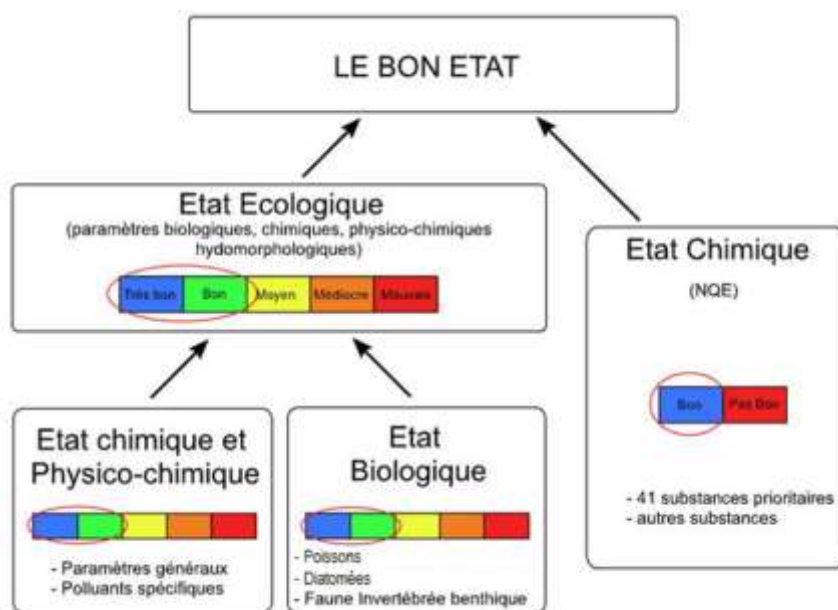 LE BON ETAT
Etat Ecologique
(paramètres biologiques, chimiques, physico-chimiques
hydomorphologiques)
Très bon
Bon
Moyen
Médiocre
Mauvais
Etat Chimique
(NQE)
Bon
Pas Bon
- 41 substances prioritaires
- autres substances
Etat chimique et
Physico-chimique
- Paramètres généraux
- Polluants spécifiques
Etat
Biologique
- Poissons
- Diatomées
- Faune Invertébrée benthique